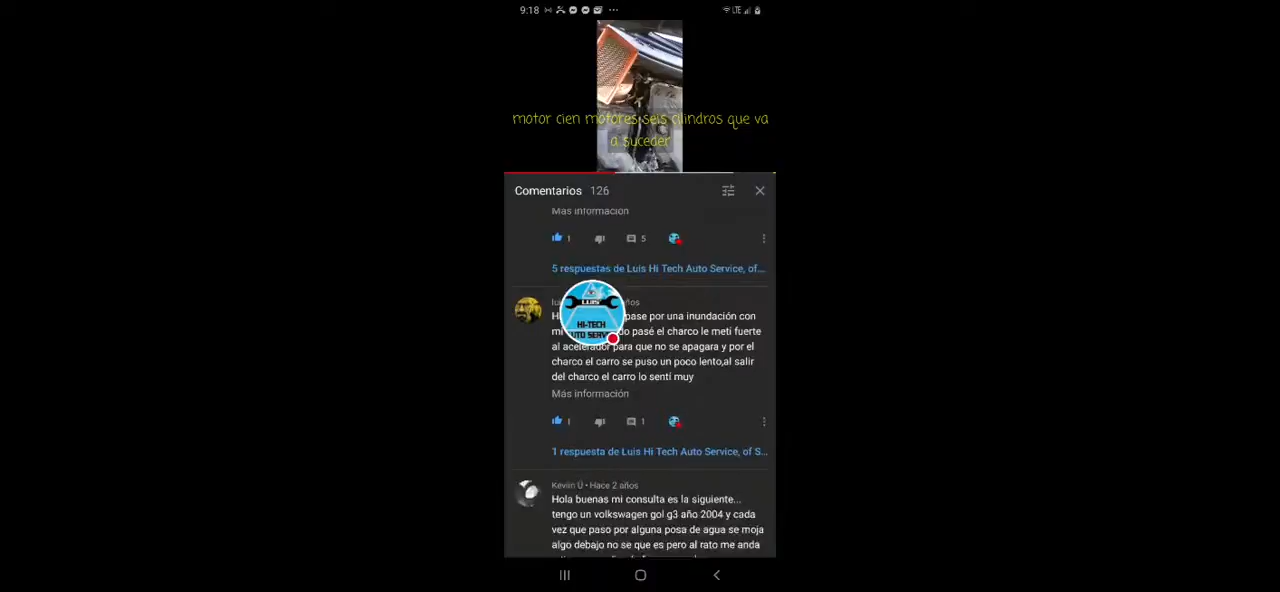 9:18
LTE
motor cien motores seis cilindros que va
a suceder
Comentarios 126
Más información
1 5
5 respuestas de Luis Hi Tech Auto Service, of...
años
pase por una inundación con
LUIS
HI-TECH
pasé el charco le metí fuerte
al acelerador para que no se apagara y por el
charco el carro se puso un poco lento,al salir
del charco el carro lo sentí muy
Más información
1 1
1 respuesta de Luis Hi Tech Auto Service, of S...
Hace 2 años
Hola buenas mi consulta es la siguiente...
tengo un volkswagen gol g3 año 2004 y cada
vez que paso por alguna posa de agua se moja
algo debajo no se que es pero al rato me anda